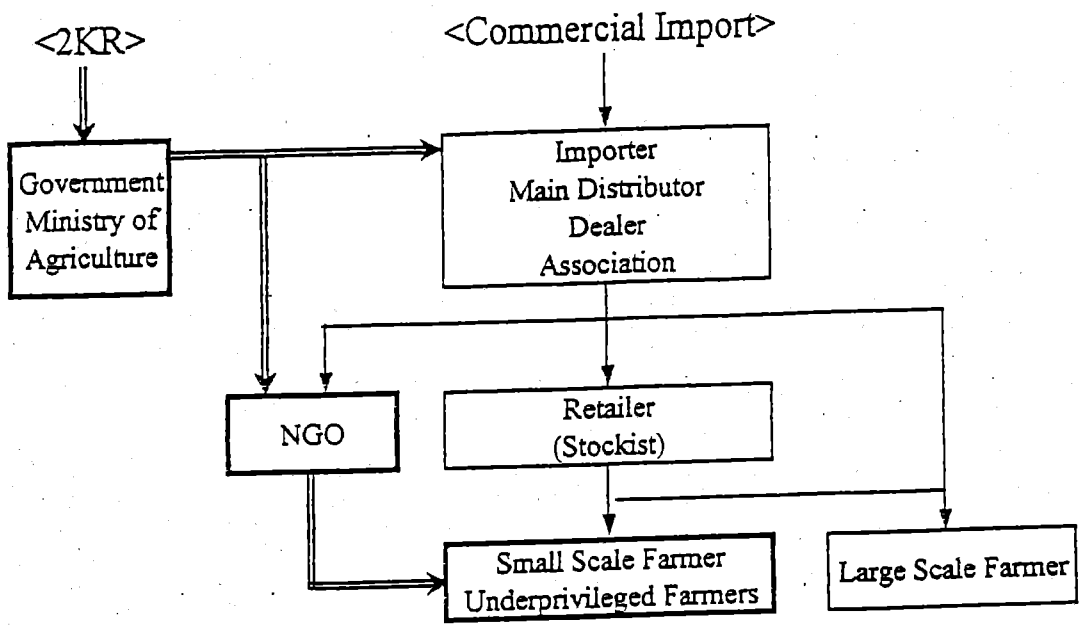 <2KR>
<Commercial Import>
Government
Ministry of
Agriculture
Importer
Main Distributor
Dealer
Association
NGO
Retailer
(Stockist)
Small Scale Farmer
Underprivileged Farmers
Large Scale Farmer